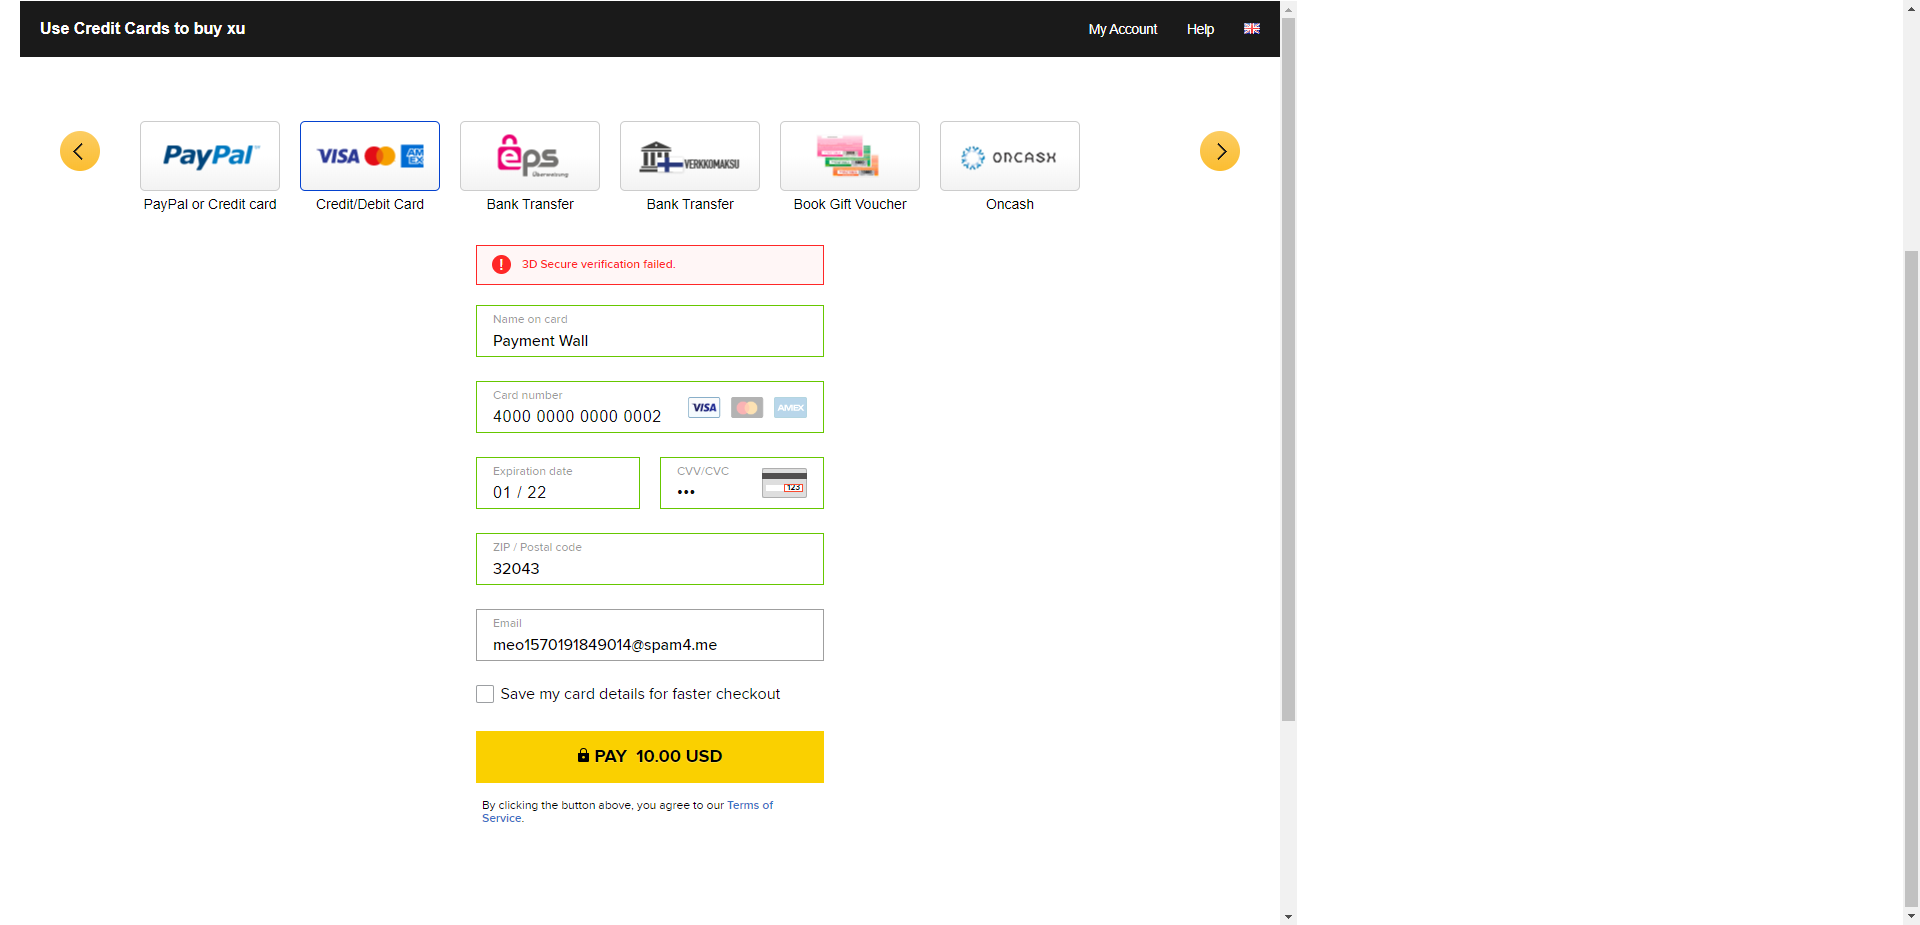 Use Credit Cards to buy xu
My Account Help
PayPal
VISA AMEX
eps
Überweisung
VERKKOMAKSU
ONCASH
PayPal or Credit card
Credit/Debit Card
Bank Transfer
Bank Transfer
Book Gift Voucher
Oncash
3D Secure verification failed.
Name on card
Payment Wall
Card number
4000 0000 0000 0002
VISA AMEX
Expiration date
01 / 22
CVV/CVC
•••
123
ZIP / Postal code
32043
Email
meo1570191849014@spam4.me
Save my card details for faster checkout
PAY 10.00 USD
By clicking the button above, you agree to our Terms of
Service.